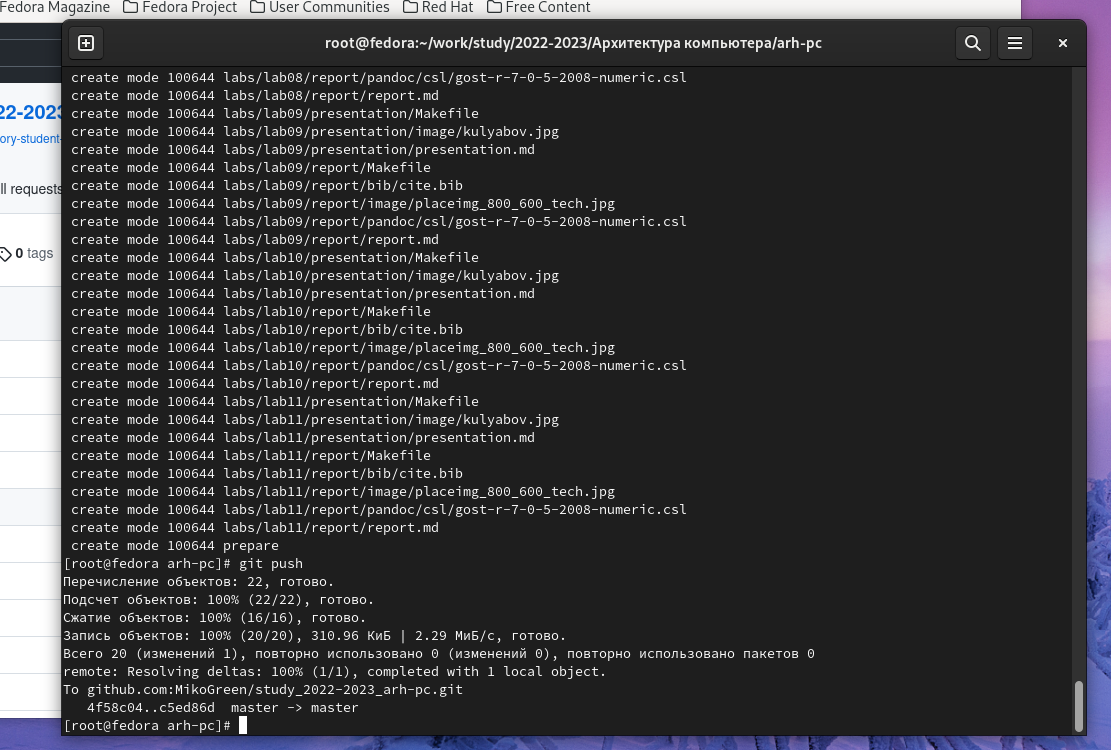 Fedora Magazine Fedora Project User Communities Red Hat Free Content
root@fedora:~/work/study/2022-2023/Архитектура компьютера/arh-pc
22-2023
ory-student-
ll requests
0 tags
create mode 100644 labs/lab08/report/pandoc/csl/gost-r-7-0-5-2008-numeric.csl
create mode 100644 labs/lab08/report/report.md
create mode 100644 labs/lab09/presentation/Makefile
create mode 100644 labs/lab09/presentation/image/kulyabov.jpg
create mode 100644 labs/lab09/presentation/presentation.md
create mode 100644 labs/lab09/report/Makefile
create mode 100644 labs/lab09/report/bib/cite.bib
create mode 100644 labs/lab09/report/image/placeimg_800_600_tech.jpg
create mode 100644 labs/lab09/report/pandoc/csl/gost-r-7-0-5-2008-numeric.csl
create mode 100644 labs/lab09/report/report.md
create mode 100644 labs/lab10/presentation/Makefile
create mode 100644 labs/lab10/presentation/image/kulyabov.jpg
create mode 100644 labs/lab10/presentation/presentation.md
create mode 100644 labs/lab10/report/Makefile
create mode 100644 labs/lab10/report/bib/cite.bib
create mode 100644 labs/lab10/report/image/placeimg_800_600_tech.jpg
create mode 100644 labs/lab10/report/pandoc/csl/gost-r-7-0-5-2008-numeric.csl
create mode 100644 labs/lab10/report/report.md
create mode 100644 labs/lab11/presentation/Makefile
create mode 100644 labs/lab11/presentation/image/kulyabov.jpg
create mode 100644 labs/lab11/presentation/presentation.md
create mode 100644 labs/lab11/report/Makefile
create mode 100644 labs/lab11/report/bib/cite.bib
create mode 100644 labs/lab11/report/image/placeimg_800_600_tech.jpg
create mode 100644 labs/lab11/report/pandoc/csl/gost-r-7-0-5-2008-numeric.csl
create mode 100644 labs/lab11/report/report.md
create mode 100644 prepare
[root@fedora arh-pc]# git push
Перечисление объектов: 22, готово.
Подсчет объектов: 100% (22/22), готово.
Сжатие объектов: 100% (16/16), готово.
Запись объектов: 100% (20/20), 310.96 КиБ | 2.29 МиБ/с, готово.
Всего 20 (изменений 1), повторно использовано 0 (изменений 0), повторно использовано пакетов 0
remote: Resolving deltas: 100% (1/1), completed with 1 local object.
To github.com:MikoGreen/study_2022-2023_arh-pc.git
4f58c04..c5ed86d master -> master
[root@fedora arh-pc]#